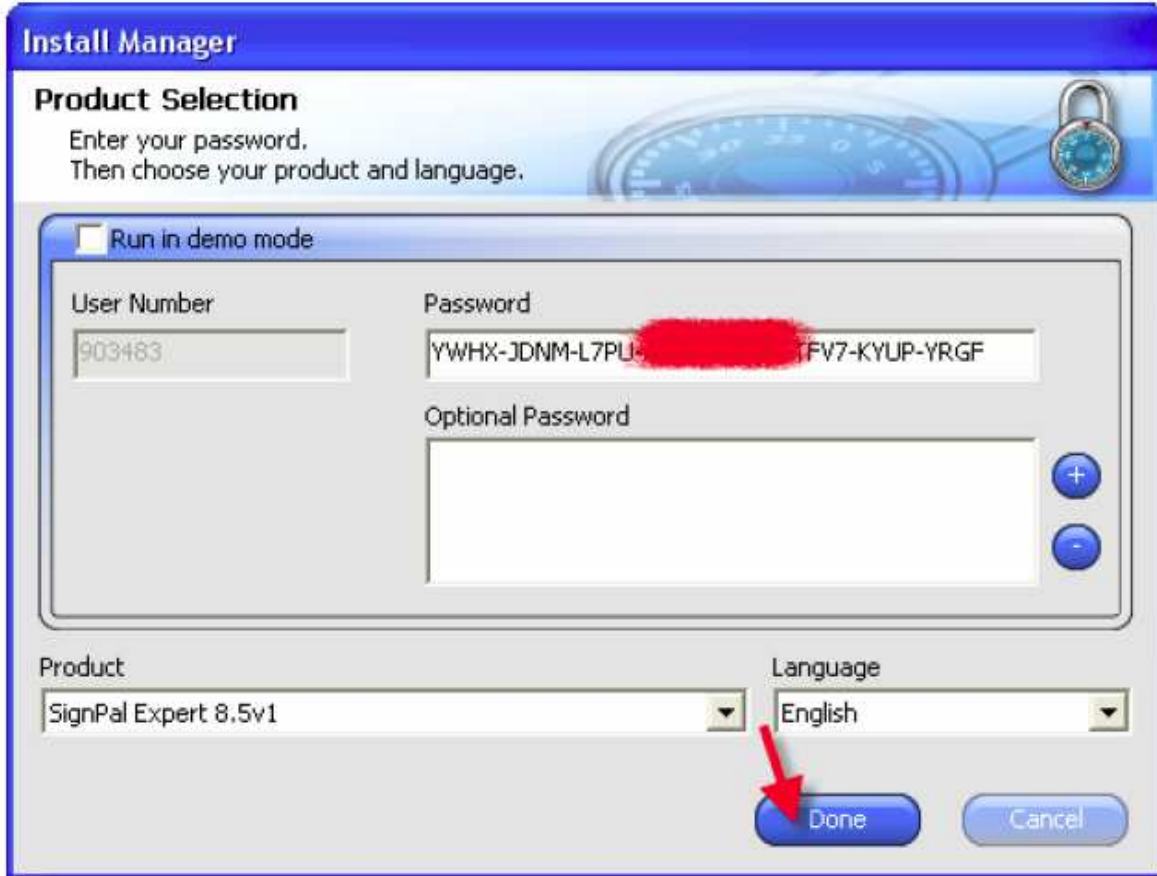 Install Manager
Product Selection
Enter your password.
Then choose your product and language.
Run in demo mode
User Number
Password
903483
YWHX-JDNM-L7PU- TFV7-KYUP-YRGF
Optional Password
+
-
Product
Language
SignPal Expert 8.5v1
English
Done
Cancel